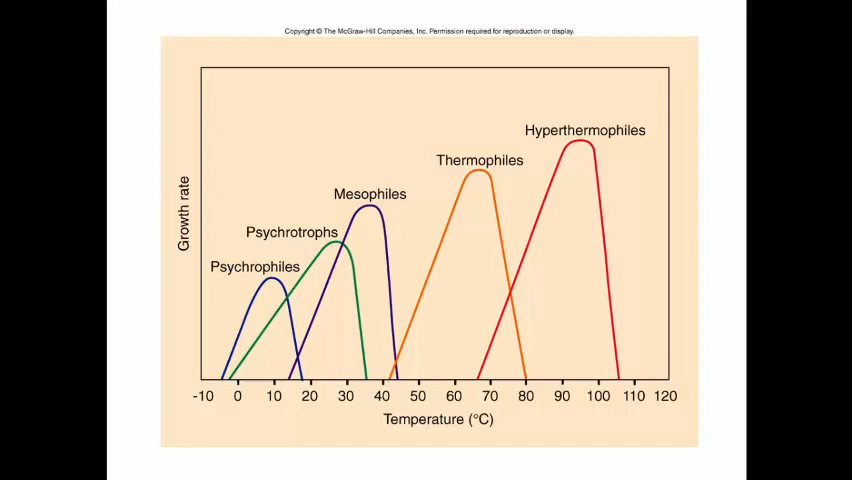 Copyright © The McGraw-Hill Companies, Inc. Permission required for reproduction or display.
Hyperthermophiles
Thermophiles
Mesophiles
Psychrotrophs
Psychrophiles
Growth rate
-10 0 10 20 30 40 50 60 70 80 90 100 110 120
Temperature (°C)